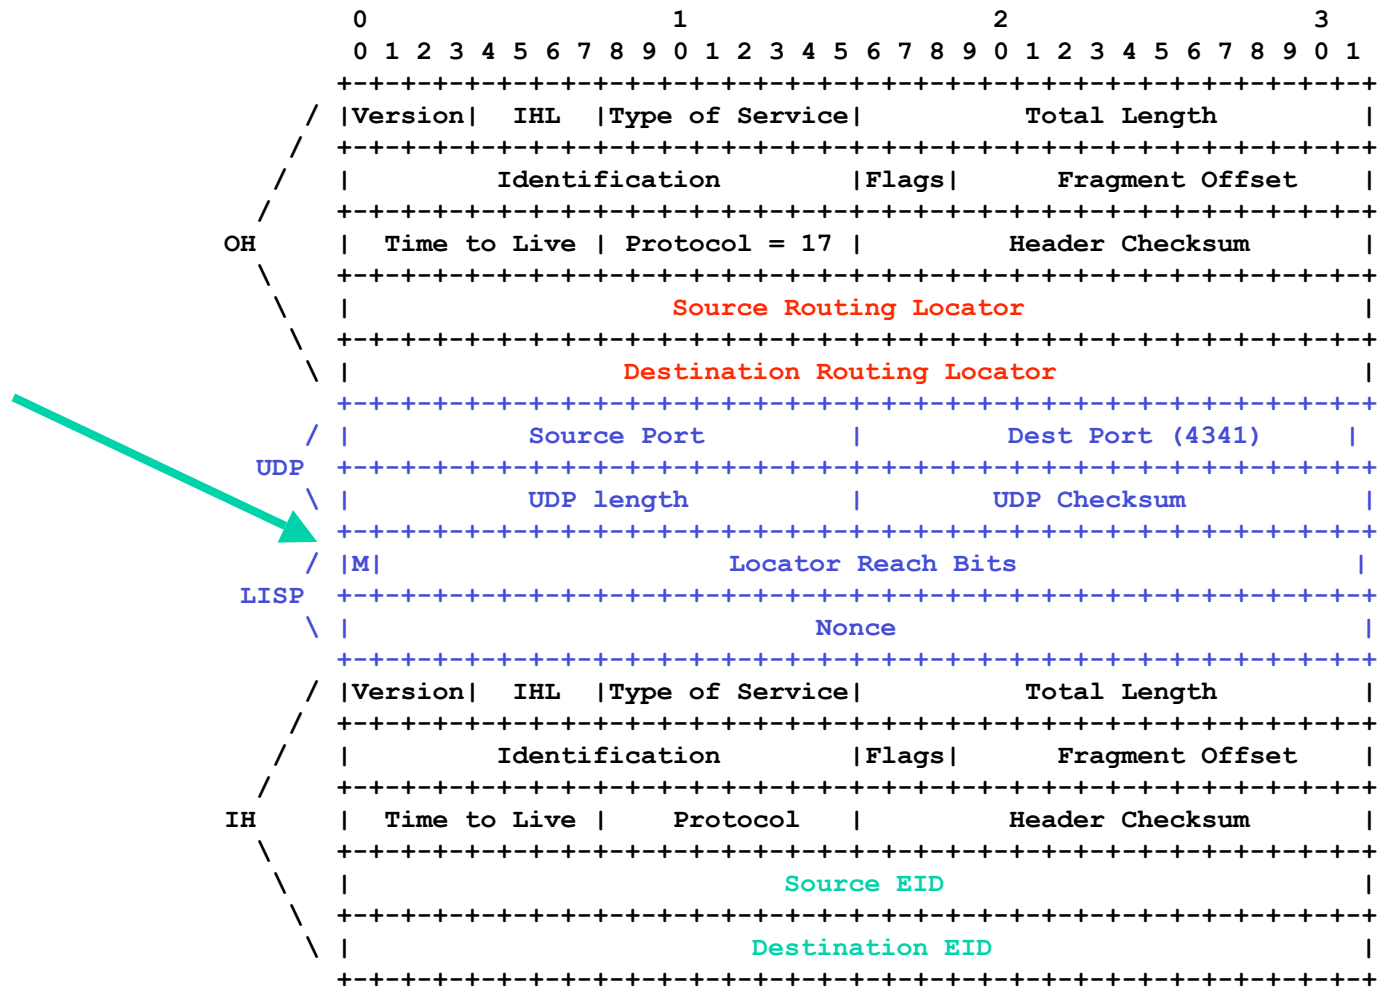 0                   1                   2                   3
0 1 2 3 4 5 6 7 8 9 0 1 2 3 4 5 6 7 8 9 0 1 2 3 4 5 6 7 8 9 0 1
+-+-+-+-+-+-+-+-+-+-+-+-+-+-+-+-+-+-+-+-+-+-+-+-+-+-+-+-+-+-+-+-+
/ |Version|  IHL  |Type of Service|          Total Length         |
/  +-+-+-+-+-+-+-+-+-+-+-+-+-+-+-+-+-+-+-+-+-+-+-+-+-+-+-+-+-+-+-+-+
/   |         Identification        |Flags|      Fragment Offset    |
/    +-+-+-+-+-+-+-+-+-+-+-+-+-+-+-+-+-+-+-+-+-+-+-+-+-+-+-+-+-+-+-+-+
OH     |  Time to Live | Protocol = 17 |         Header Checksum       |
\    +-+-+-+-+-+-+-+-+-+-+-+-+-+-+-+-+-+-+-+-+-+-+-+-+-+-+-+-+-+-+-+-+
\   |                    Source Routing Locator                     |
\  +-+-+-+-+-+-+-+-+-+-+-+-+-+-+-+-+-+-+-+-+-+-+-+-+-+-+-+-+-+-+-+-+
\ |                 Destination Routing Locator                   |
+-+-+-+-+-+-+-+-+-+-+-+-+-+-+-+-+-+-+-+-+-+-+-+-+-+-+-+-+-+-+-+-+
/ |           Source Port         |         Dest Port (4341)     |
UDP  +-+-+-+-+-+-+-+-+-+-+-+-+-+-+-+-+-+-+-+-+-+-+-+-+-+-+-+-+-+-+-+-+
\ |           UDP length          |        UDP Checksum           |
+-+-+-+-+-+-+-+-+-+-+-+-+-+-+-+-+-+-+-+-+-+-+-+-+-+-+-+-+-+-+-+-+
/ |M|                      Locator Reach Bits                     |
LISP  +-+-+-+-+-+-+-+-+-+-+-+-+-+-+-+-+-+-+-+-+-+-+-+-+-+-+-+-+-+-+-+-+
\ |                             Nonce                             |
+-+-+-+-+-+-+-+-+-+-+-+-+-+-+-+-+-+-+-+-+-+-+-+-+-+-+-+-+-+-+-+-+
/ |Version|  IHL  |Type of Service|          Total Length         |
/  +-+-+-+-+-+-+-+-+-+-+-+-+-+-+-+-+-+-+-+-+-+-+-+-+-+-+-+-+-+-+-+-+
/   |         Identification        |Flags|      Fragment Offset    |
/    +-+-+-+-+-+-+-+-+-+-+-+-+-+-+-+-+-+-+-+-+-+-+-+-+-+-+-+-+-+-+-+-+
IH     |  Time to Live |    Protocol   |         Header Checksum       |
\    +-+-+-+-+-+-+-+-+-+-+-+-+-+-+-+-+-+-+-+-+-+-+-+-+-+-+-+-+-+-+-+-+
\   |                           Source EID                          |
\  +-+-+-+-+-+-+-+-+-+-+-+-+-+-+-+-+-+-+-+-+-+-+-+-+-+-+-+-+-+-+-+-+
\ |                         Destination EID                       |
+-+-+-+-+-+-+-+-+-+-+-+-+-+-+-+-+-+-+-+-+-+-+-+-+-+-+-+-+-+-+-+-+